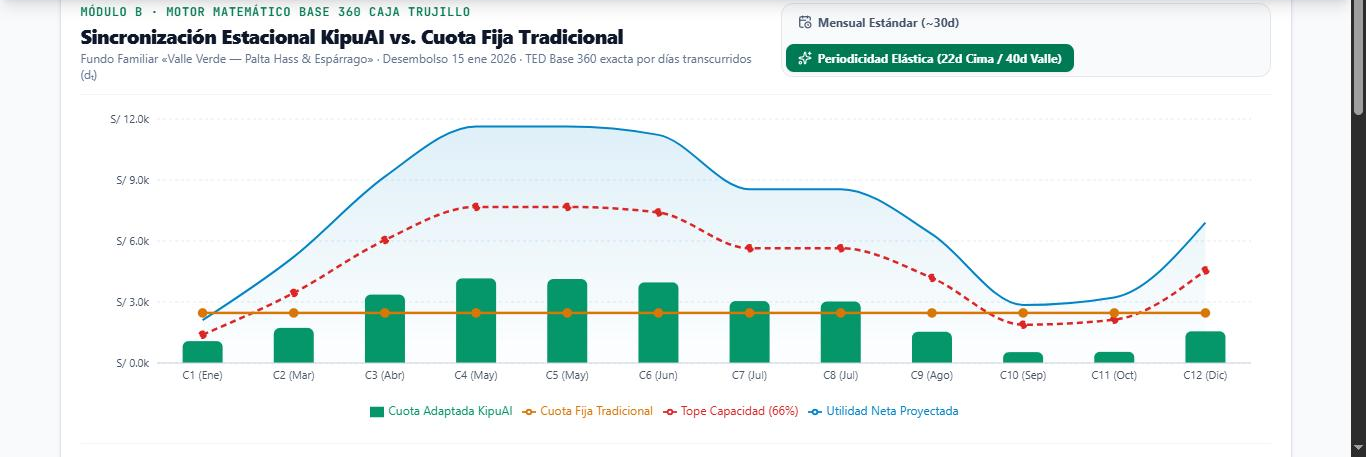 MÓDULO B · MOTOR MATEMÁTICO BASE 360 CAJA TRUJILLO
Sincronización Estacional KipuAI vs. Cuota Fija Tradicional
Fundo Familiar «Valle Verde — Palta Hass & Espárrago» · Desembolso 15 ene 2026 · TED Base 360 exacta por días transcurridos
(dₜ)
Mensual Estándar (~30d)
Periodicidad Elástica (22d Cima / 40d Valle)
S/ 12.0k
S/ 9.0k
S/ 6.0k
S/ 3.0k
S/ 0.0k
C1 (Ene) C2 (Mar) C3 (Abr) C4 (May) C5 (May) C6 (Jun) C7 (Jul) C8 (Jul) C9 (Ago) C10 (Sep) C11 (Oct) C12 (Dic)
Cuota Adaptada KipuAI Cuota Fija Tradicional Tope Capacidad (66%) Utilidad Neta Proyectada